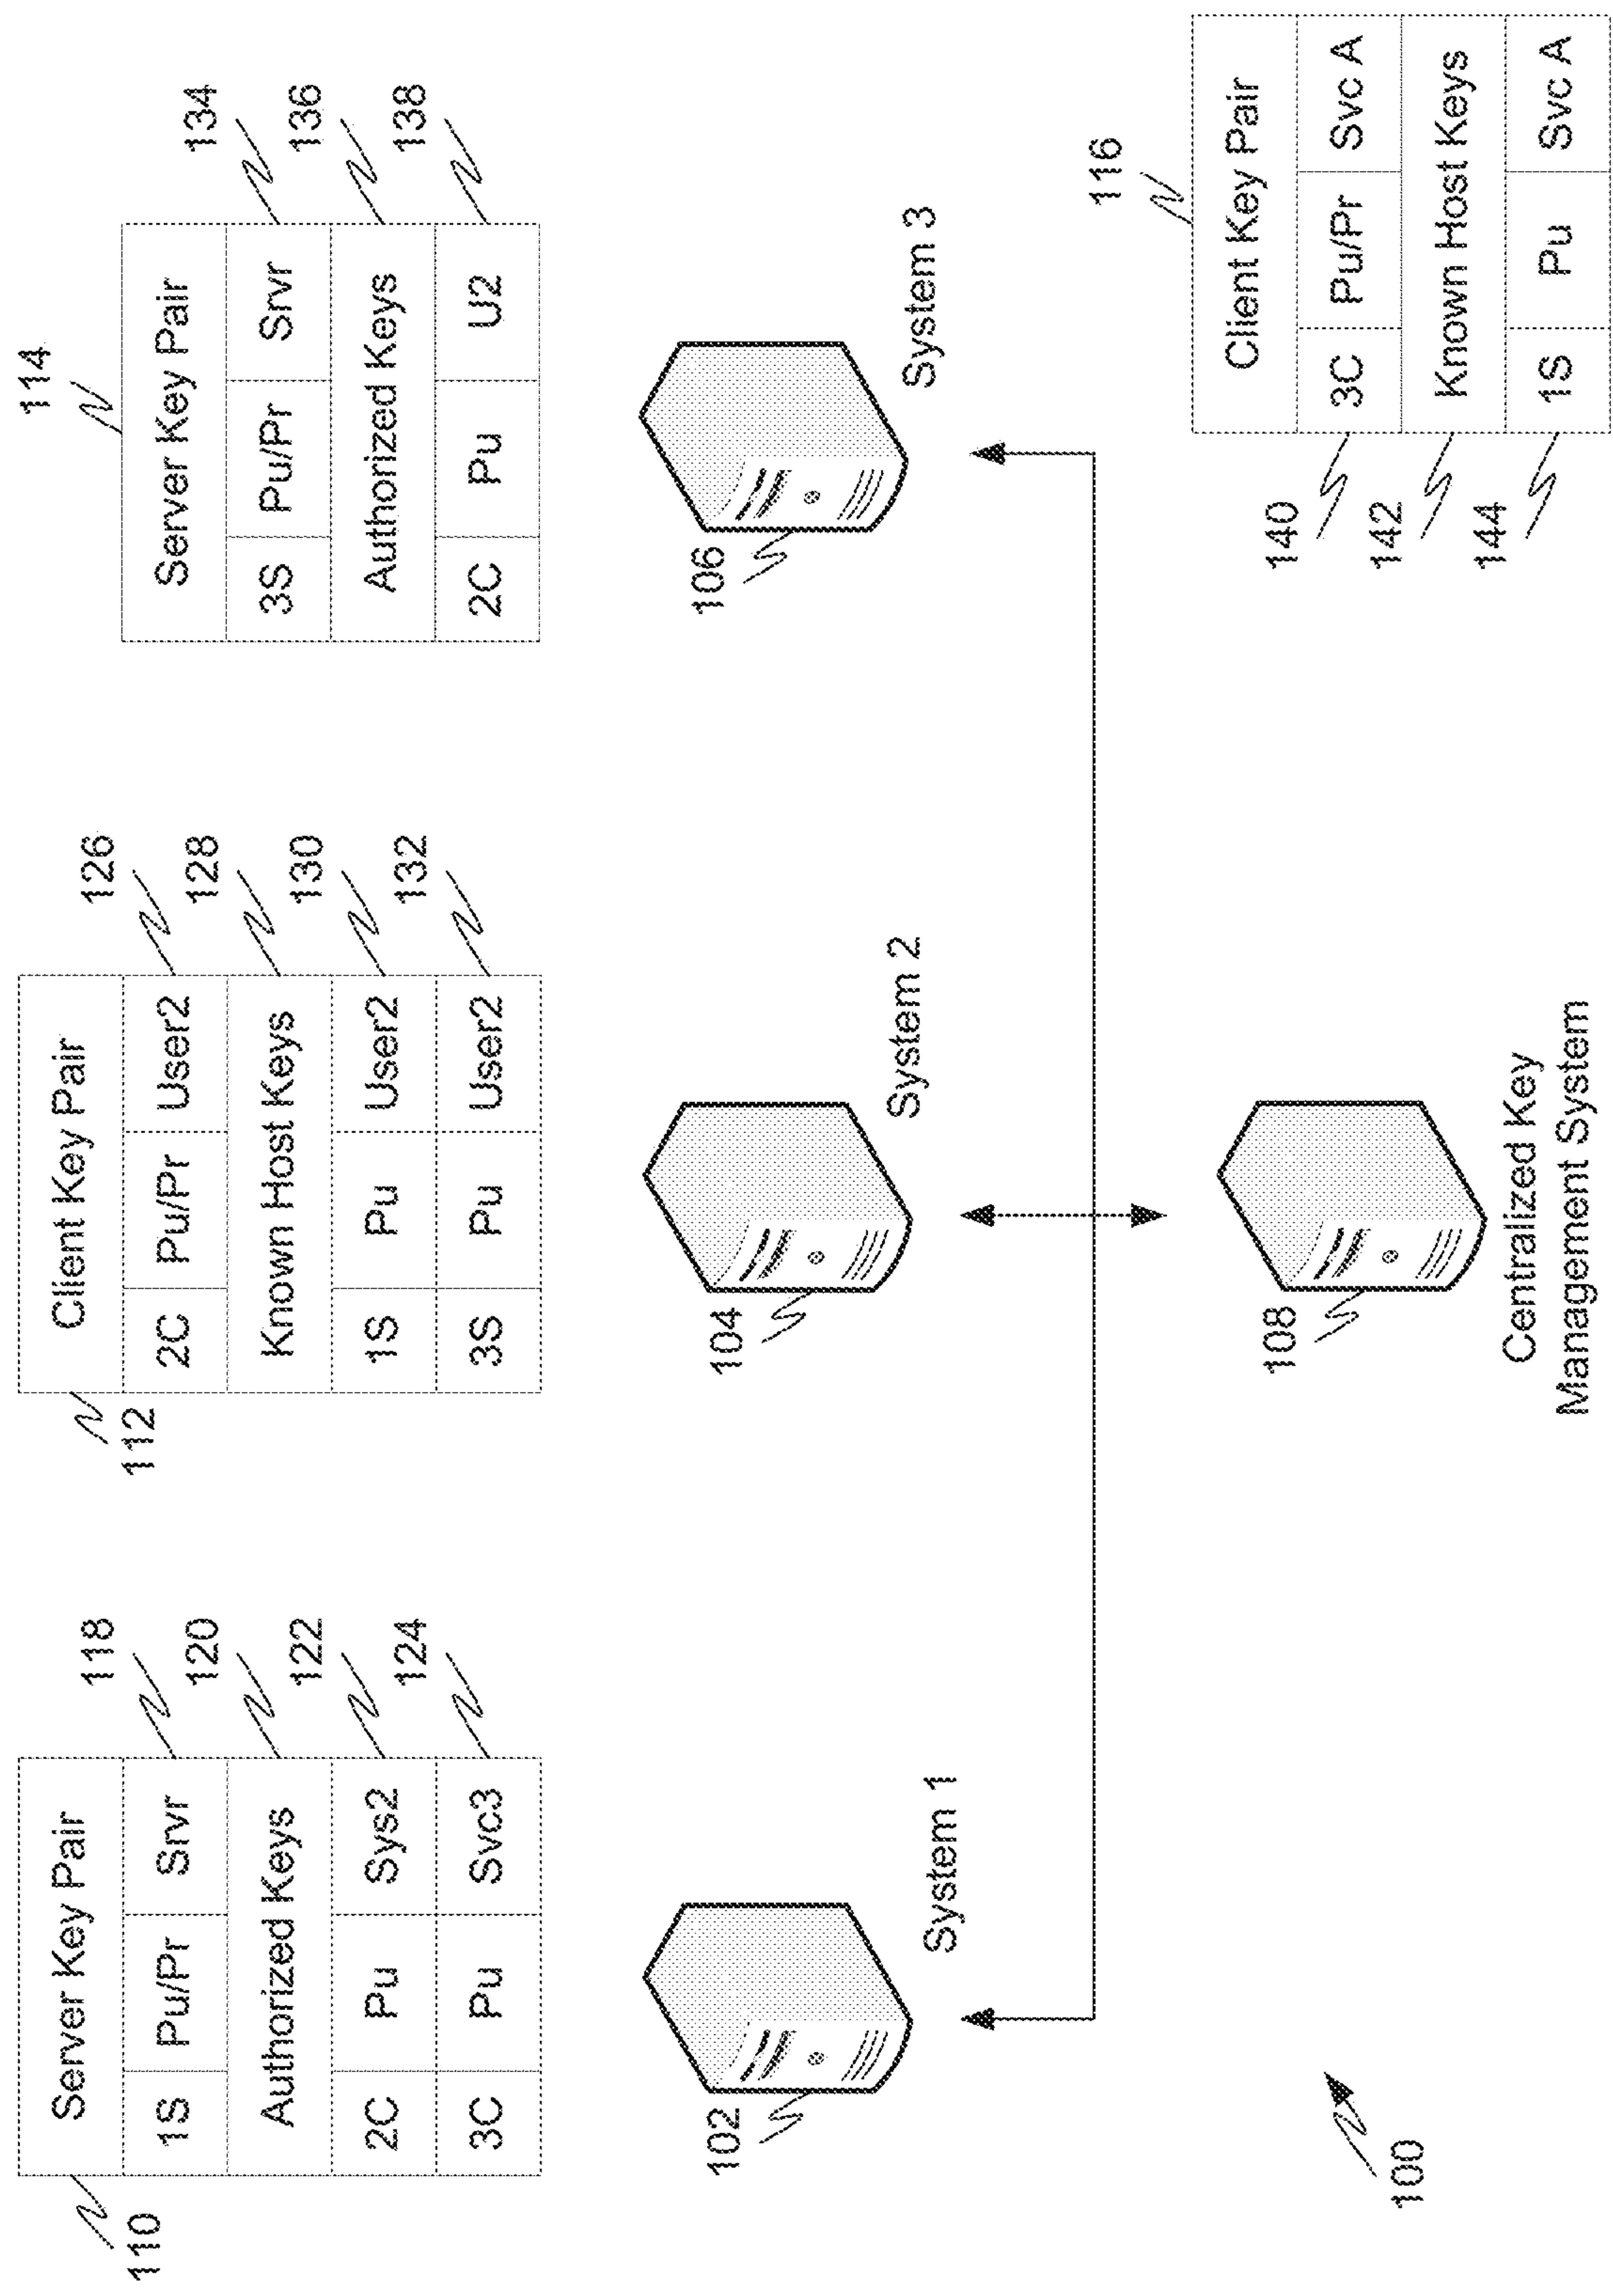 110
Server Key Pair
1S Pu/Pr Srvr
118
Authorized Keys
120
2C Pu Sys2
122
3C Pu Svc3
124
112
Client Key Pair
2C Pu/Pr User2
126
Known Host Keys
128
1S Pu User2
130
3S Pu User2
132
114
Server Key Pair
3S Pu/Pr Srvr
134
Authorized Keys
136
2C Pu U2
138
102
System 1
104
System 2
106
System 3
108
Centralized Key
Management System
116
Client Key Pair
140
3C Pu/Pr Svc A
142
Known Host Keys
144
1S Pu Svc A
100